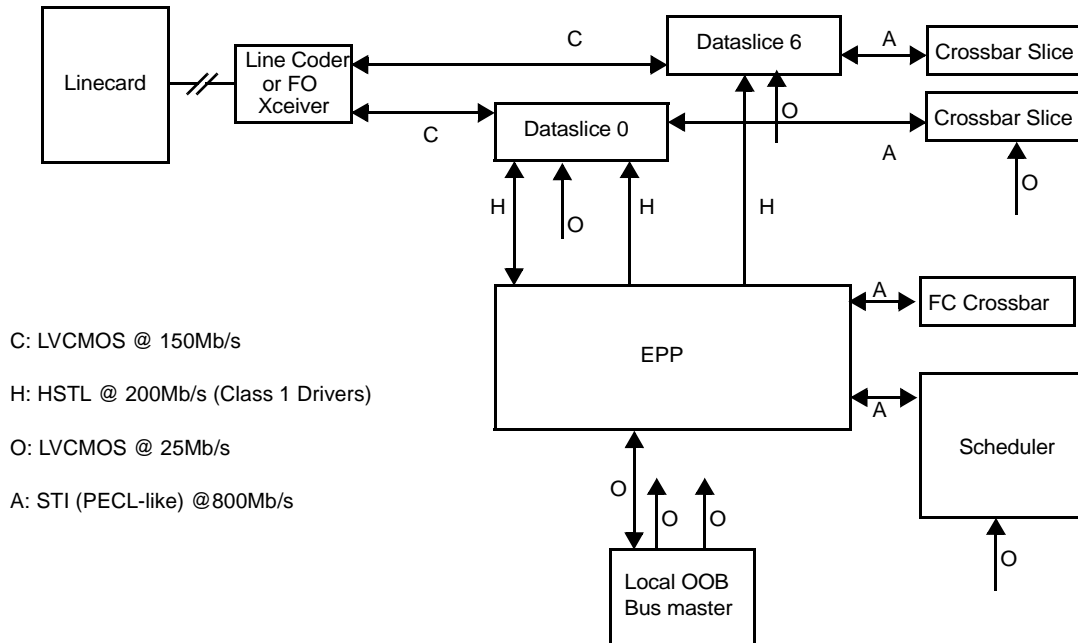 C
Dataslice 6
A
Crossbar Slice
Linecard
Line Coder
or FO
Xceiver
C
Dataslice 0
O
A
Crossbar Slice
H
O
H
H
O
A
FC Crossbar
EPP
A
Scheduler
C: LVCMOS @ 150Mb/s
H: HSTL @ 200Mb/s (Class 1 Drivers)
O: LVCMOS @ 25Mb/s
A: STI (PECL-like) @800Mb/s
O
O
O
O
Local OOB
Bus master